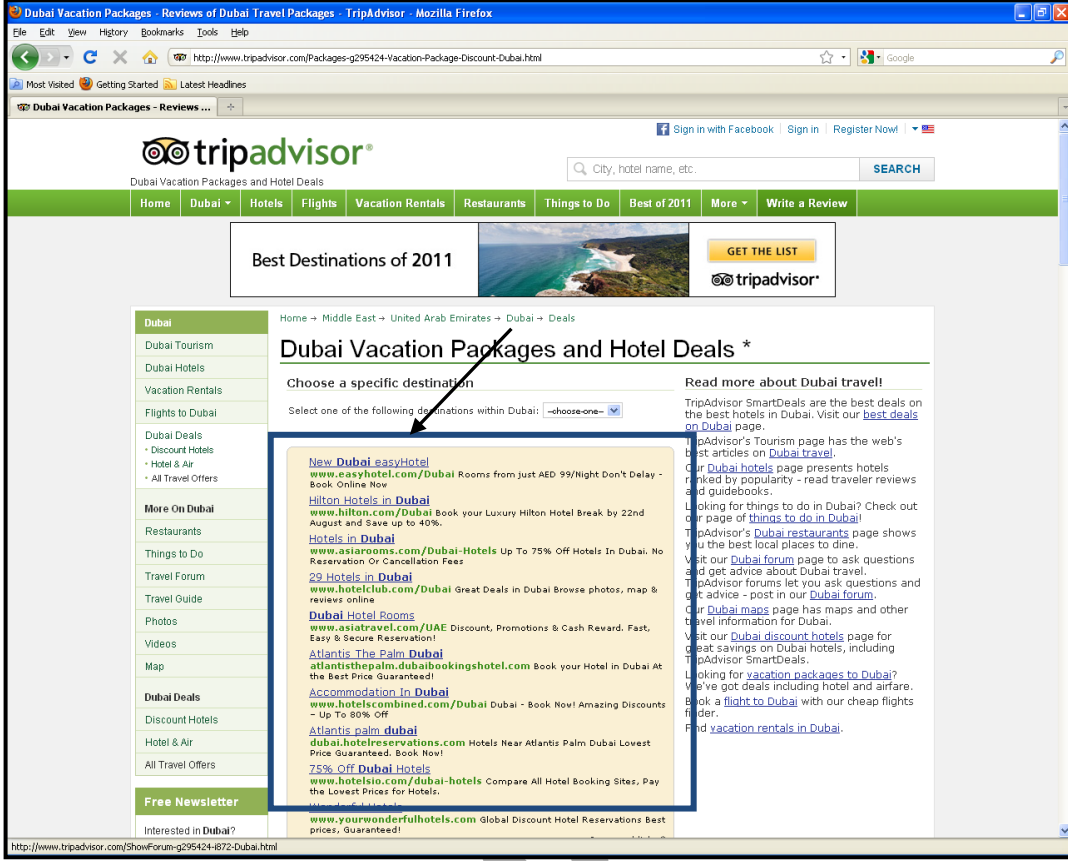 Dubai Vacation Packages - Reviews of Dubai Travel Packages - TripAdvisor - Mozilla Firefox
File Edit View History Bookmarks Tools Help
http://www.tripadvisor.com/Packages-g295424-Vacation-Package-Discount-Dubai.html
Google
Most Visited Getting Started Latest Headlines
Dubai Vacation Packages - Reviews ...
Sign in with Facebook Sign in Register Now!
tripadvisor®
City, hotel name, etc.
SEARCH
Dubai Vacation Packages and Hotel Deals
Home Dubai Hotels Flights Vacation Rentals Restaurants Things to Do Best of 2011 More Write a Review
Best Destinations of 2011
GET THE LIST
tripadvisor
Home → Middle East → United Arab Emirates → Dubai → Deals
Dubai Vacation Packages and Hotel Deals *
Dubai
Dubai Tourism
Dubai Hotels
Vacation Rentals
Flights to Dubai
Dubai Deals
• Discount Hotels
• Hotel & Air
• All Travel Offers
More On Dubai
Restaurants
Things to Do
Travel Forum
Travel Guide
Photos
Videos
Map
Dubai Deals
Discount Hotels
Hotel & Air
All Travel Offers
Free Newsletter
Interested in Dubai?
Choose a specific destination
Select one of the following destinations within Dubai: -choose one-
New Dubai easyHotel
www.easyhotel.com/Dubai Rooms from just AED 99/Night Don't Delay -
Book Online Now
Hilton Hotels in Dubai
www.hilton.com/Dubai Book your Luxury Hilton Hotel Break by 22nd
August and Save up to 40%.
Hotels in Dubai
www.asiarooms.com/Dubai-Hotels Up To 75% Off Hotels In Dubai. No
Reservation Or Cancellation Fees
29 Hotels in Dubai
www.hotelclub.com/Dubai Great Deals in Dubai Browse photos, map &
reviews online
Dubai Hotel Rooms
www.asiatravel.com/UAE Discount, Promotions & Cash Reward. Fast,
Easy & Secure Reservation!
Atlantis The Palm Dubai
atlantisthepalm.dubaibookingshotel.com Book your Hotel in Dubai At
the Best Price Guaranteed!
Accommodation In Dubai
www.hotelscombined.com/Dubai Dubai - Book Now! Amazing Discounts
– Up To 80% Off
Atlantis palm dubai
dubai.hotelreservations.com Hotels Near Atlantis Palm Dubai Lowest
Price Guaranteed. Book Now!
75% Off Dubai Hotels
www.hotelsio.com/dubai-hotels Compare All Hotel Booking Sites, Pay
the Lowest Prices for Hotels.
Wonderful Hotels
www.yourwonderfulhotels.com Global Discount Hotel Reservations Best
prices, Guaranteed!
Read more about Dubai travel!
TripAdvisor SmartDeals are the best deals on
the best hotels in Dubai. Visit our best deals
on Dubai page.
TripAdvisor's Tourism page has the web's
best articles on Dubai travel.
Our Dubai hotels page presents hotels
ranked by popularity - read traveler reviews
and guidebooks.
Looking for things to do in Dubai? Check out
our page of things to do in Dubai!
TripAdvisor's Dubai restaurants page shows
you the best local places to dine.
Visit our Dubai forum page to ask questions
and get advice about Dubai travel.
TripAdvisor forums let you ask questions and
get advice - post in our Dubai forum.
Our Dubai maps page has maps and other
travel information for Dubai.
Visit our Dubai discount hotels page for
great savings on Dubai hotels, including
TripAdvisor SmartDeals.
Looking for vacation packages to Dubai?
We've got deals including hotel and airfare.
Book a flight to Dubai with our cheap flights
finder.
Find vacation rentals in Dubai.
http://www.tripadvisor.com/ShowForum-g295424-i872-Dubai.html